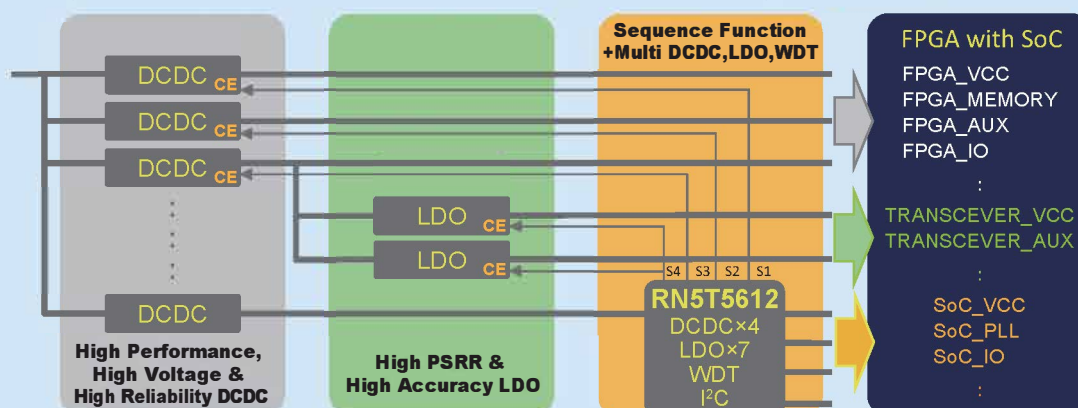 DCDC CE
DCDC CE
DCDC CE
DCDC
High Performance,
High Voltage &
High Reliability DCDC
LDO CE
LDO CE
High PSRR &
High Accuracy LDO
Sequence Function
+Multi DCDC,LDO,WDT
S4 S3 S2 S1
RN5T5612
DCDC×4
LDO×7
WDT
I²C
FPGA with SoC
FPGA_VCC
FPGA_MEMORY
FPGA_AUX
FPGA_IO
:
TRANSCEVER_VCC
TRANSCEVER_AUX
:
SoC_VCC
SoC_PLL
SoC_IO
: